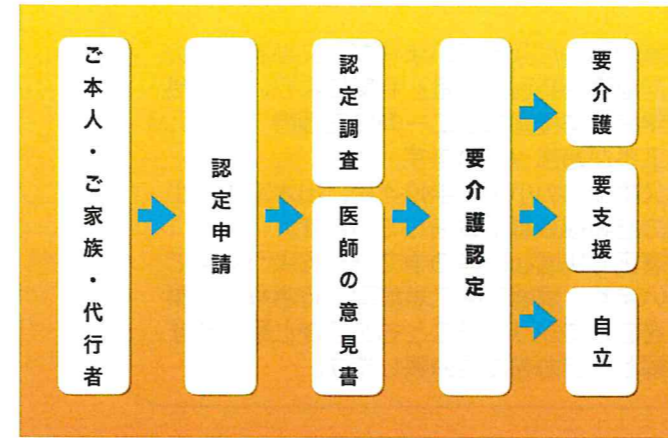 ご本人・ご家族・代行者
認定申請
認定調査
医師の意見書
要介護認定
要介護
要支援
自立